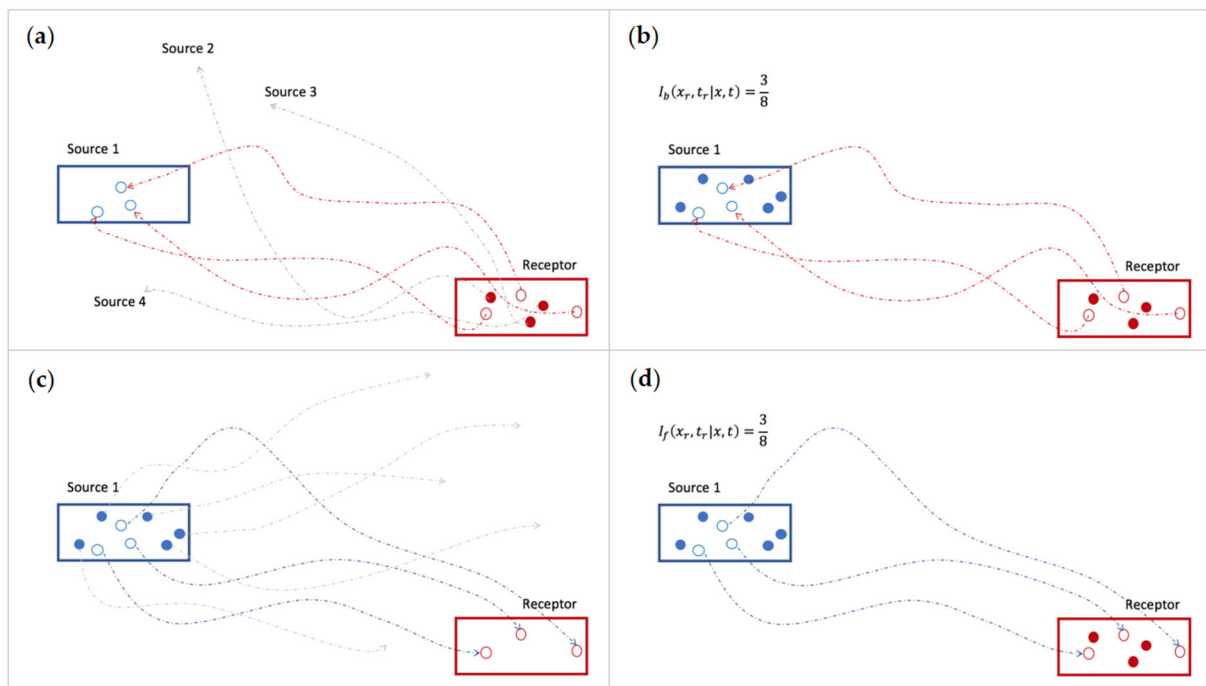 (a)
Source 2
Source 3
Source 1
Source 4
Receptor
(b)
I_b(x_r, t_r|x, t) = 3/8
Source 1
Receptor
(c)
Source 1
Receptor
(d)
I_f(x_r, t_r|x, t) = 3/8
Source 1
Receptor